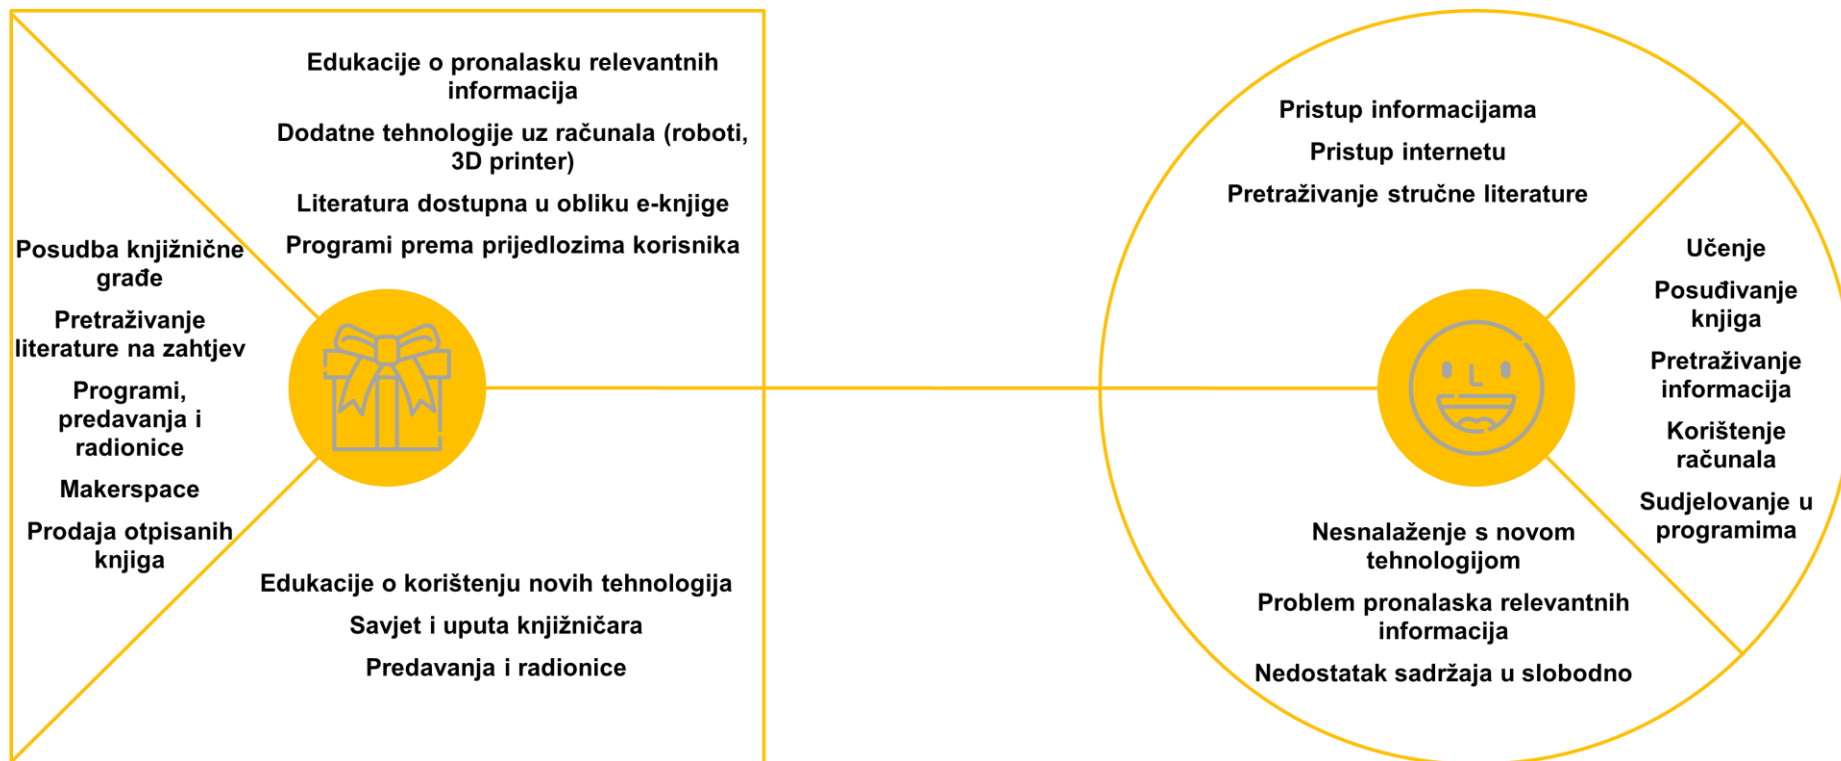 Edukacije o pronalasku relevantnih
informacija
Dodatne tehnologije uz računala (roboti,
3D printer)
Literatura dostupna u obliku e-knjige
Programi prema prijedlozima korisnika
Posudba knjižnične
građe
Pretraživanje
literature na zahtjev
Programi,
predavanja i
radionice
Makerspace
Prodaja otpisanih
knjiga
Edukacije o korištenju novih tehnologija
Savjet i uputa knjižničara
Predavanja i radionice
Pristup informacijama
Pristup internetu
Pretraživanje stručne literature
Učenje
Posuđivanje
knjiga
Pretraživanje
informacija
Korištenje
računala
Sudjelovanje u
programima
Nesnalaženje s novom
tehnologijom
Problem pronalaska relevantnih
informacija
Nedostatak sadržaja u slobodno